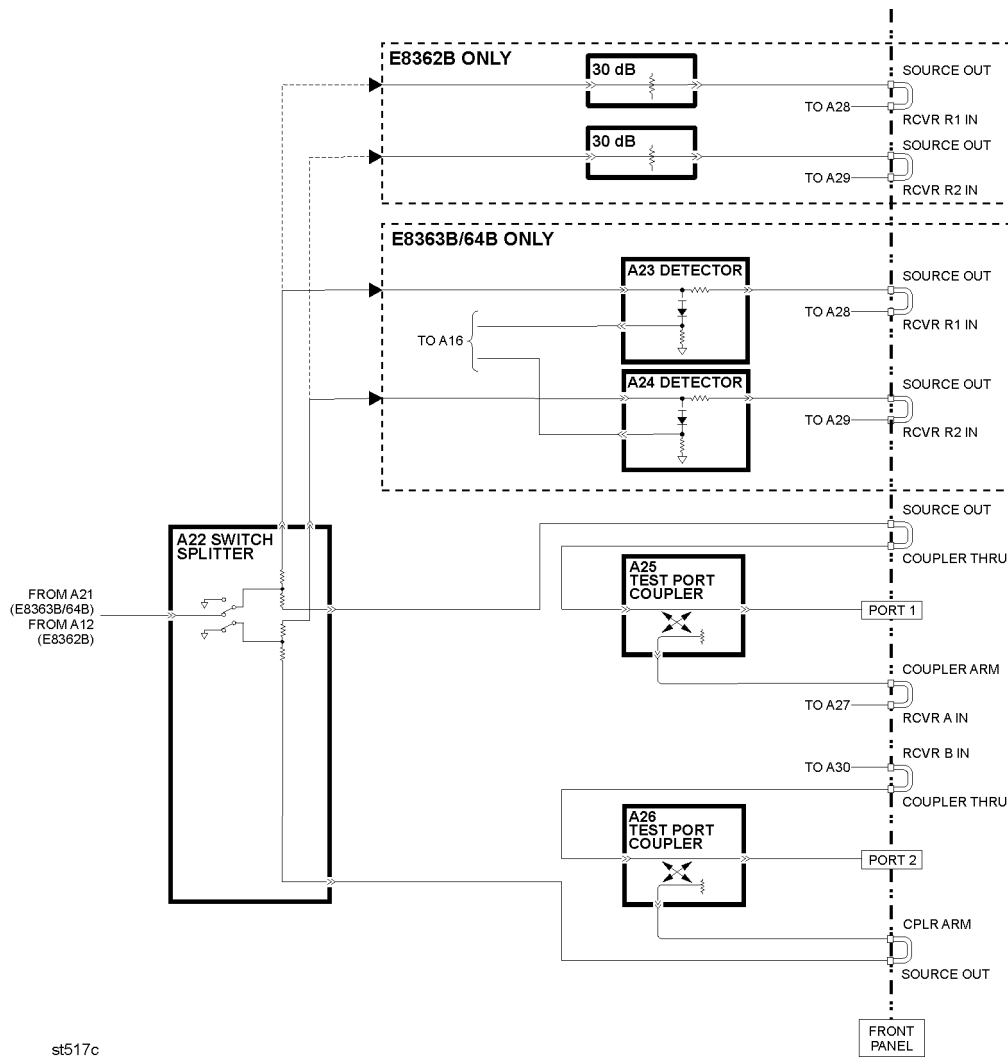 E8362B ONLY
30 dB
SOURCE OUT
TO A28
RCVR R1 IN
30 dB
SOURCE OUT
TO A29
RCVR R2 IN
E8363B/64B ONLY
A23 DETECTOR
SOURCE OUT
TO A28
RCVR R1 IN
TO A16
A24 DETECTOR
SOURCE OUT
TO A29
RCVR R2 IN
SOURCE OUT
COUPLER THRU
A22 SWITCH
SPLITTER
A25
TEST PORT
COUPLER
FROM A21
(E8363B/64B)
FROM A12
(E8362B)
PORT 1
COUPLER ARM
TO A27
RCVR A IN
RCVR B IN
TO A30
COUPLER THRU
A26
TEST PORT
COUPLER
PORT 2
CPLR ARM
SOURCE OUT
FRONT
PANEL
st517c